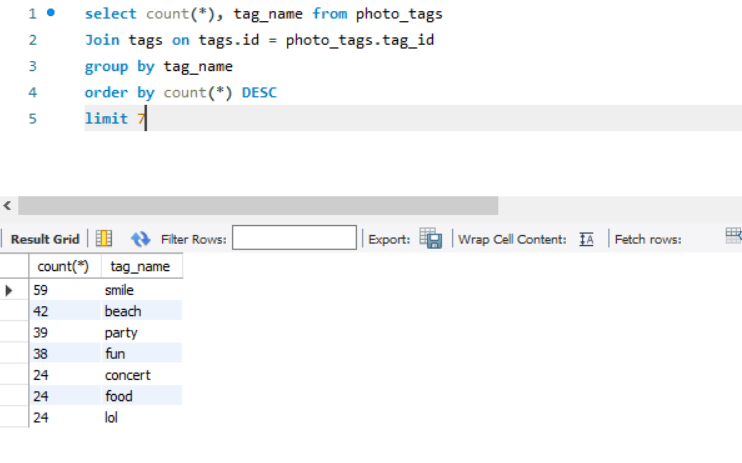 1 select count(*), tag_name from photo_tags
2 Join tags on tags.id = photo_tags.tag_id
3 group by tag_name
4 order by count(*) DESC
5 limit 7
Result Grid Filter Rows: Export: Wrap Cell Content: IA Fetch rows:
count(*) tag_name
59 smile
42 beach
39 party
38 fun
24 concert
24 food
24 lol